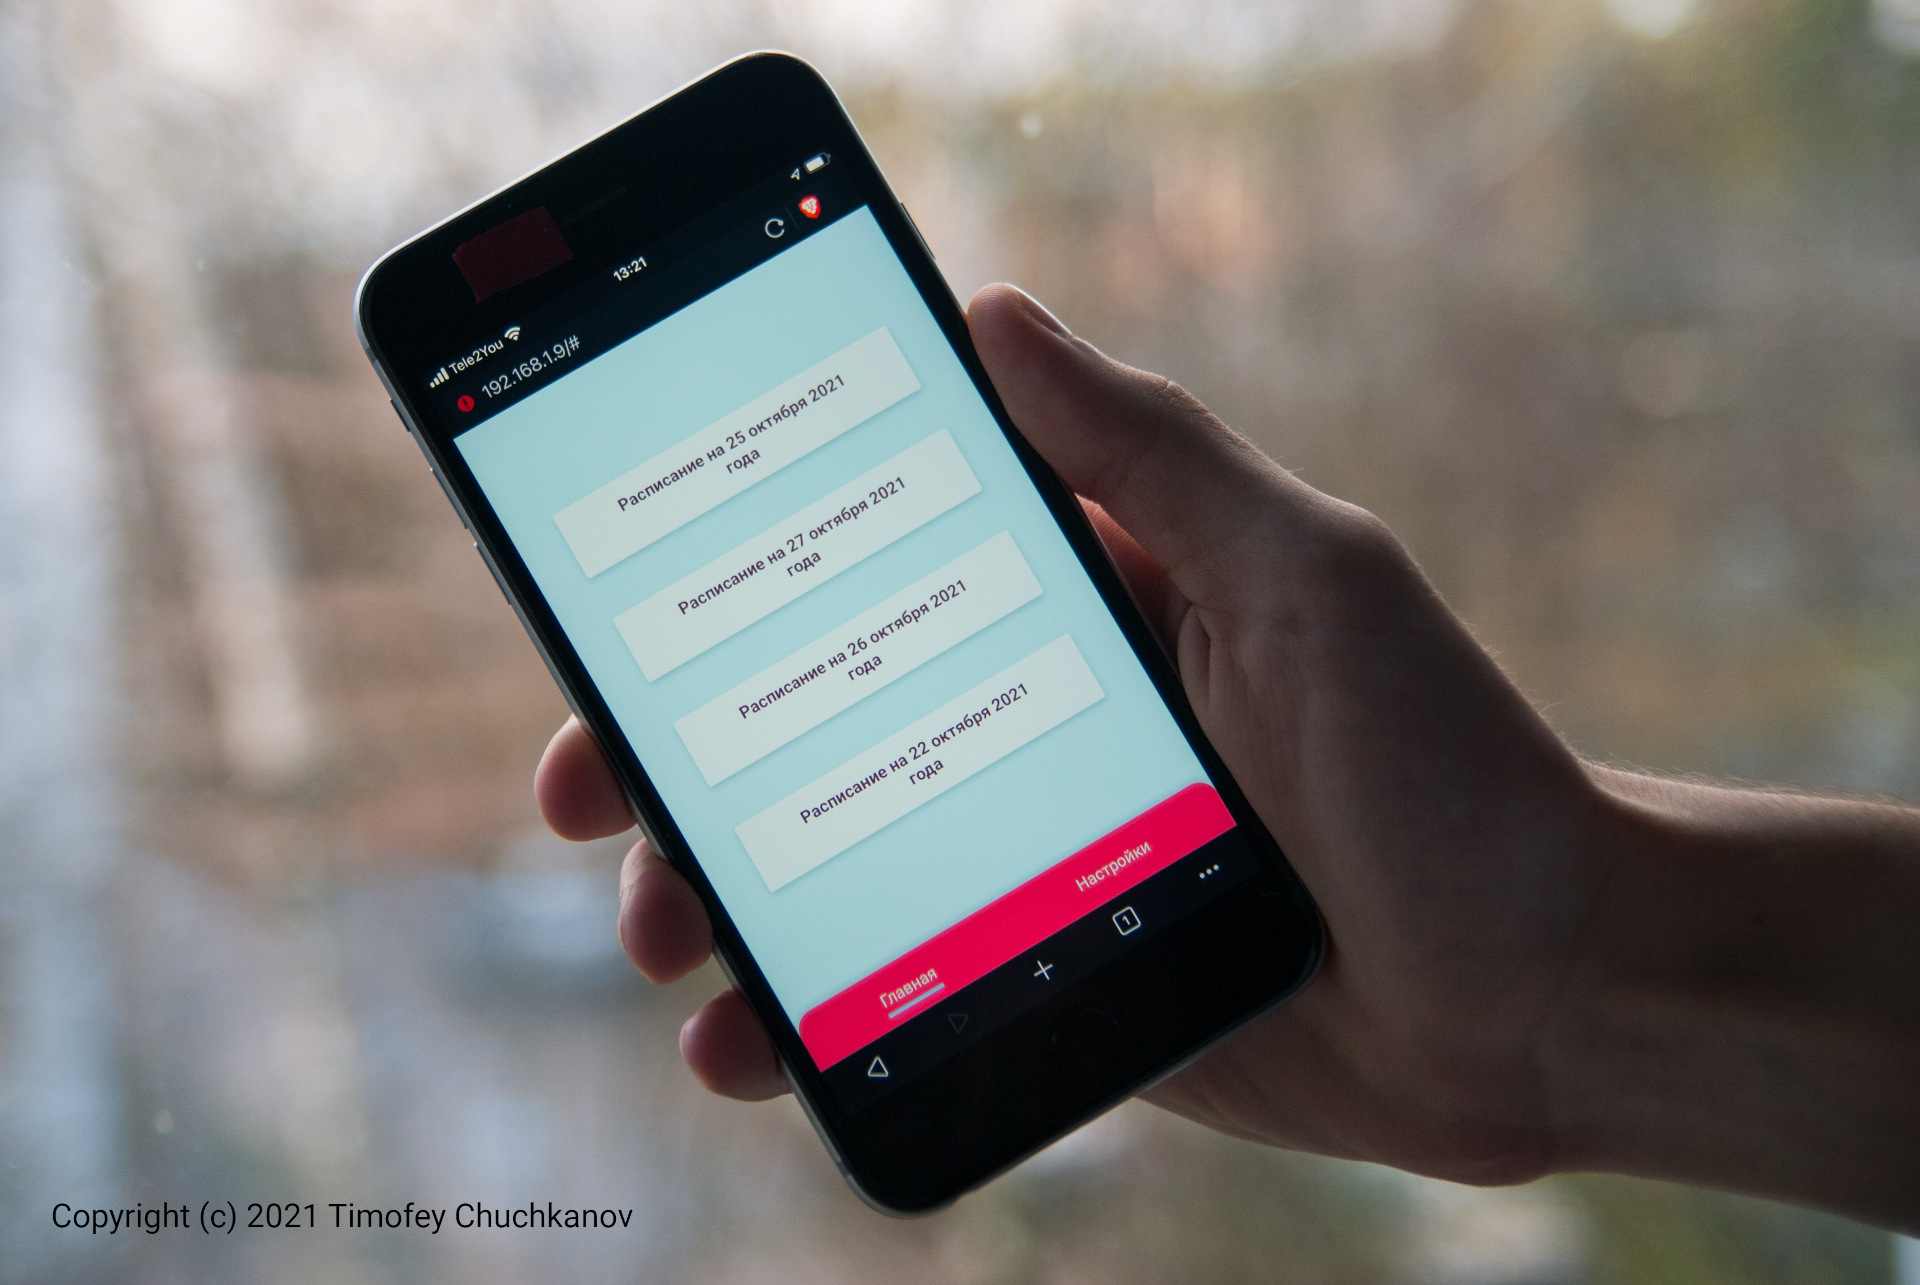 13:21
Tele2You
192.168.1.9/#
Расписание на 25 октября 2021
года
Расписание на 27 октября 2021
года
Расписание на 26 октября 2021
года
Расписание на 22 октября 2021
года
Главная
Настройки
1
Copyright (c) 2021 Timofey Chuchkanov